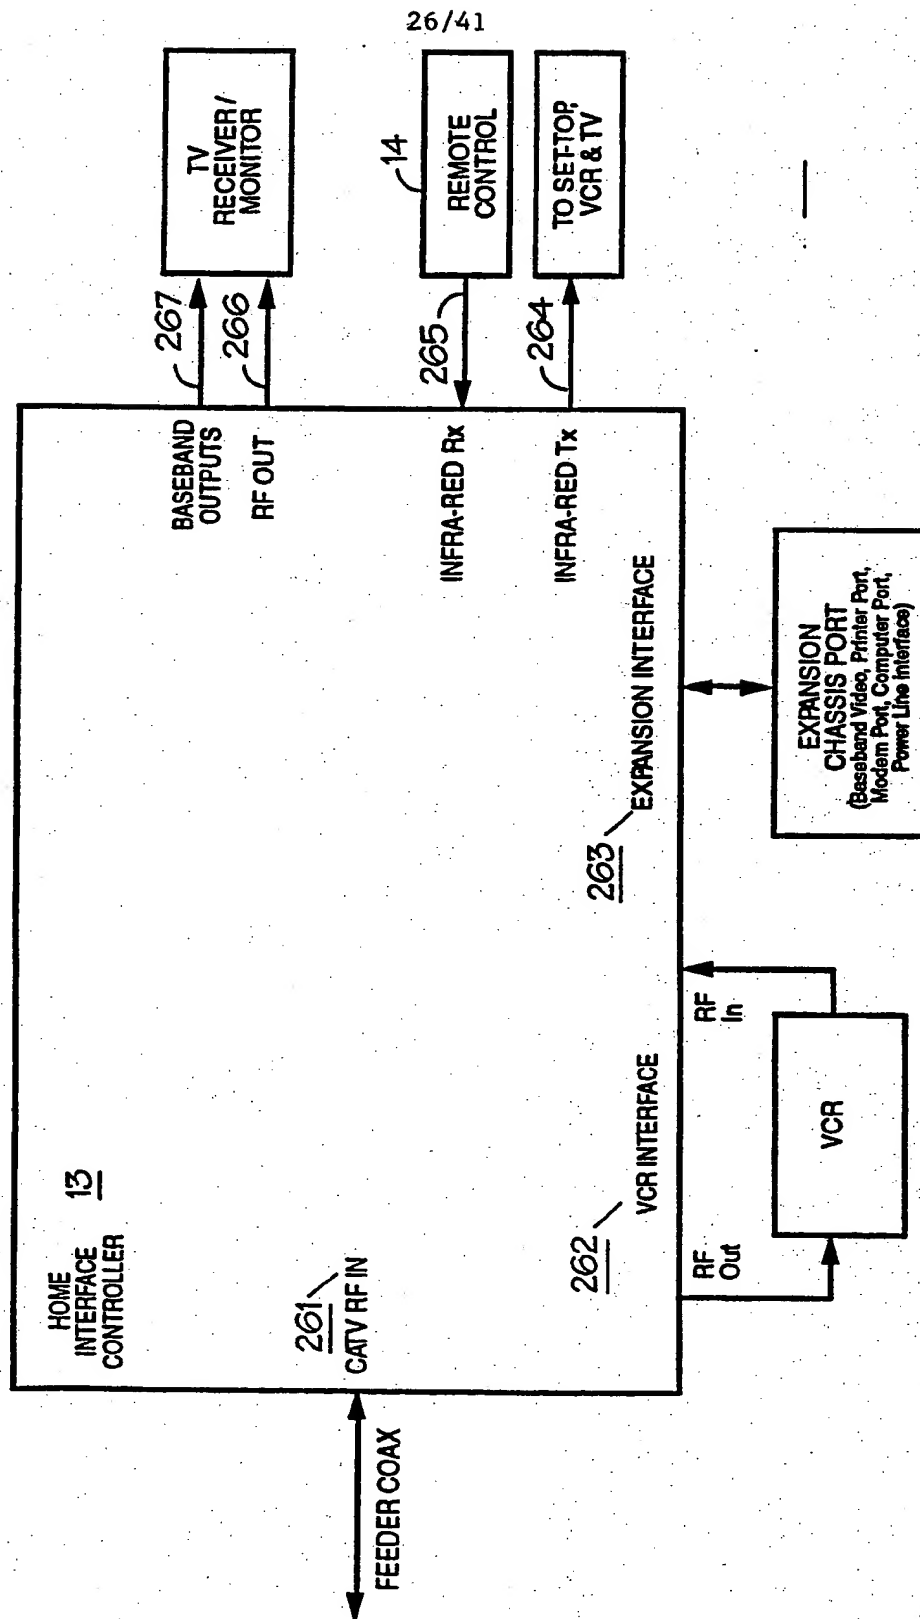 26/41
HOME
INTERFACE
CONTROLLER
13
261
CATV RF IN
FEEDER COAX
262
VCR INTERFACE
RF
Out
VCR
RF
In
263
EXPANSION INTERFACE
EXPANSION
CHASSIS PORT
(Baseband Video, Printer Port,
Modem Port, Computer Port,
Power Line Interface)
BASEBAND
OUTPUTS
RF OUT
INFRA-RED Rx
INFRA-RED Tx
267
266
265
264
TV
RECEIVER/
MONITOR
14
REMOTE
CONTROL
TO SET-TOP,
VCR & TV